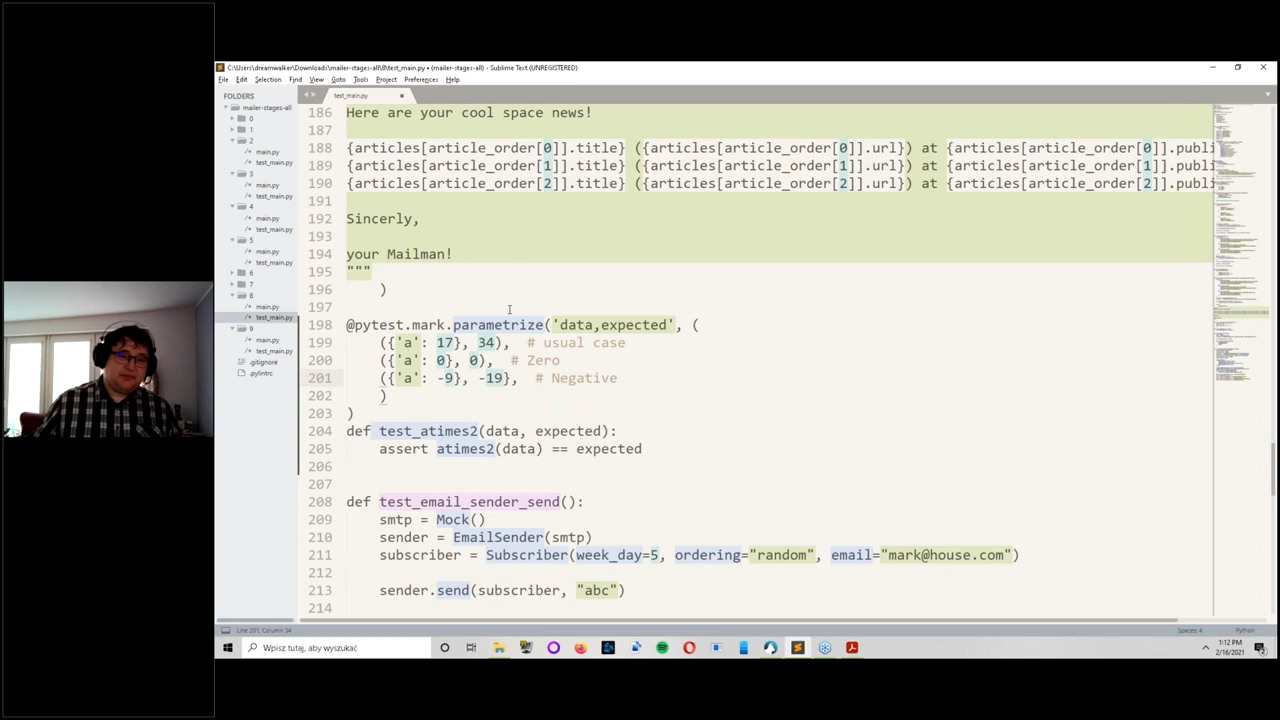 C:\Users\dreamwalker\Downloads\mailer-stages-all\8\test_main.py • (mailer-stages-all) - Sublime Text (UNREGISTERED)
File Edit Selection Find View Goto Tools Project Preferences Help
FOLDERS
mailer-stages-all
0
1
2
main.py
test_main.py
3
main.py
test_main.py
4
main.py
test_main.py
5
main.py
test_main.py
6
7
8
main.py
test_main.py
9
main.py
test_main.py
.gitignore
.pylintrc
test_main.py
186 Here are your cool space news!
187
188 {articles[article_order[0]].title} ({articles[article_order[0]].url}) at {articles[article_order[0]].publi
189 {articles[article_order[1]].title} ({articles[article_order[1]].url}) at {articles[article_order[1]].publ
190 {articles[article_order[2]].title} ({articles[article_order[2]].url}) at {articles[article_order[2]].publ
191
192 Sincerly,
193
194 your Mailman!
195 """
196 )
197
198 @pytest.mark.parametrize('data,expected', (
199 ({'a': 17}, 34), # usual case
200 ({'a': 0}, 0), # Zero
201 ({'a': -9}, -19), # Negative
202 )
203 )
204 def test_atimes2(data, expected):
205 assert atimes2(data) == expected
206
207
208 def test_email_sender_send():
209 smtp = Mock()
210 sender = EmailSender(smtp)
211 subscriber = Subscriber(week_day=5, ordering="random", email="mark@house.com")
212
213 sender.send(subscriber, "abc")
214
Line 201, Column 34
Spaces: 4
Python
Wpisz tutaj, aby wyszukać
1:12 PM
2/16/2021